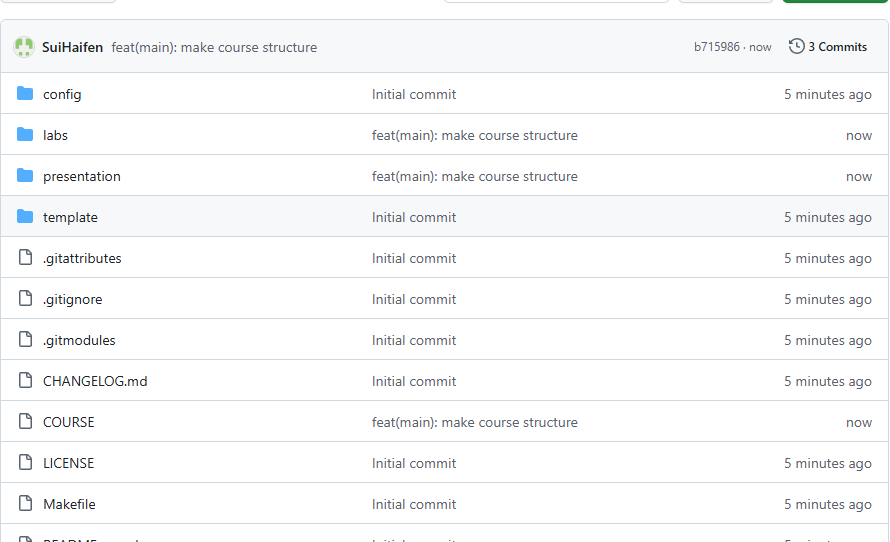 SuiHaifen feat(main): make course structure b715986 · now 3 Commits
config Initial commit 5 minutes ago
labs feat(main): make course structure now
presentation feat(main): make course structure now
template Initial commit 5 minutes ago
.gitattributes Initial commit 5 minutes ago
.gitignore Initial commit 5 minutes ago
.gitmodules Initial commit 5 minutes ago
CHANGELOG.md Initial commit 5 minutes ago
COURSE feat(main): make course structure now
LICENSE Initial commit 5 minutes ago
Makefile Initial commit 5 minutes ago